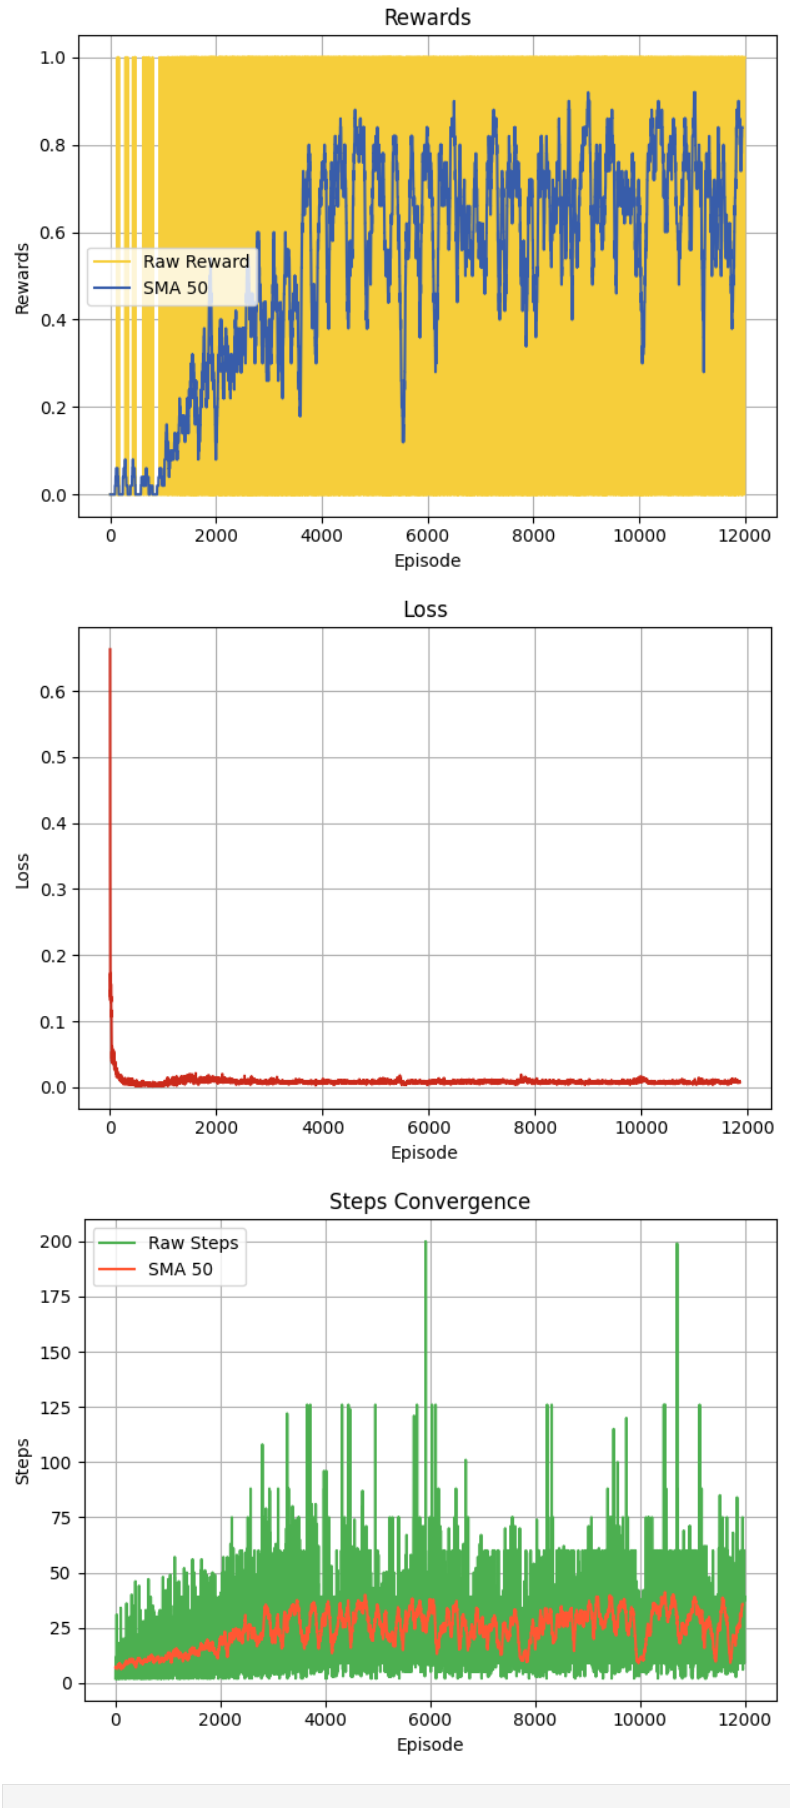 Rewards
1.0
0.8
0.6
0.4
0.2
0.0
Rewards
Raw Reward
SMA 50
0 2000 4000 6000 8000 10000 12000
Episode
Loss
0.6
0.5
0.4
0.3
0.2
0.1
0.0
Loss
0 2000 4000 6000 8000 10000 12000
Episode
Steps Convergence
200
175
150
125
100
75
50
25
0
Steps
Raw Steps
SMA 50
0 2000 4000 6000 8000 10000 12000
Episode